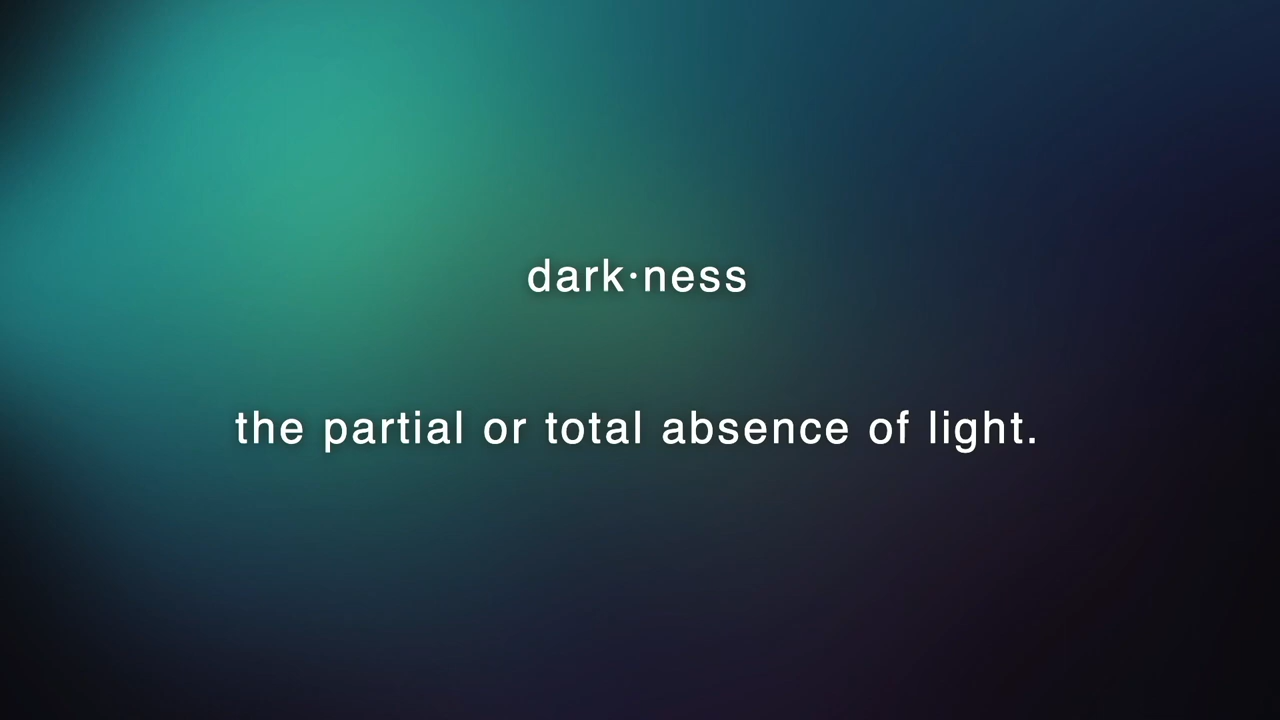 dark·ness
the partial or total absence of light.